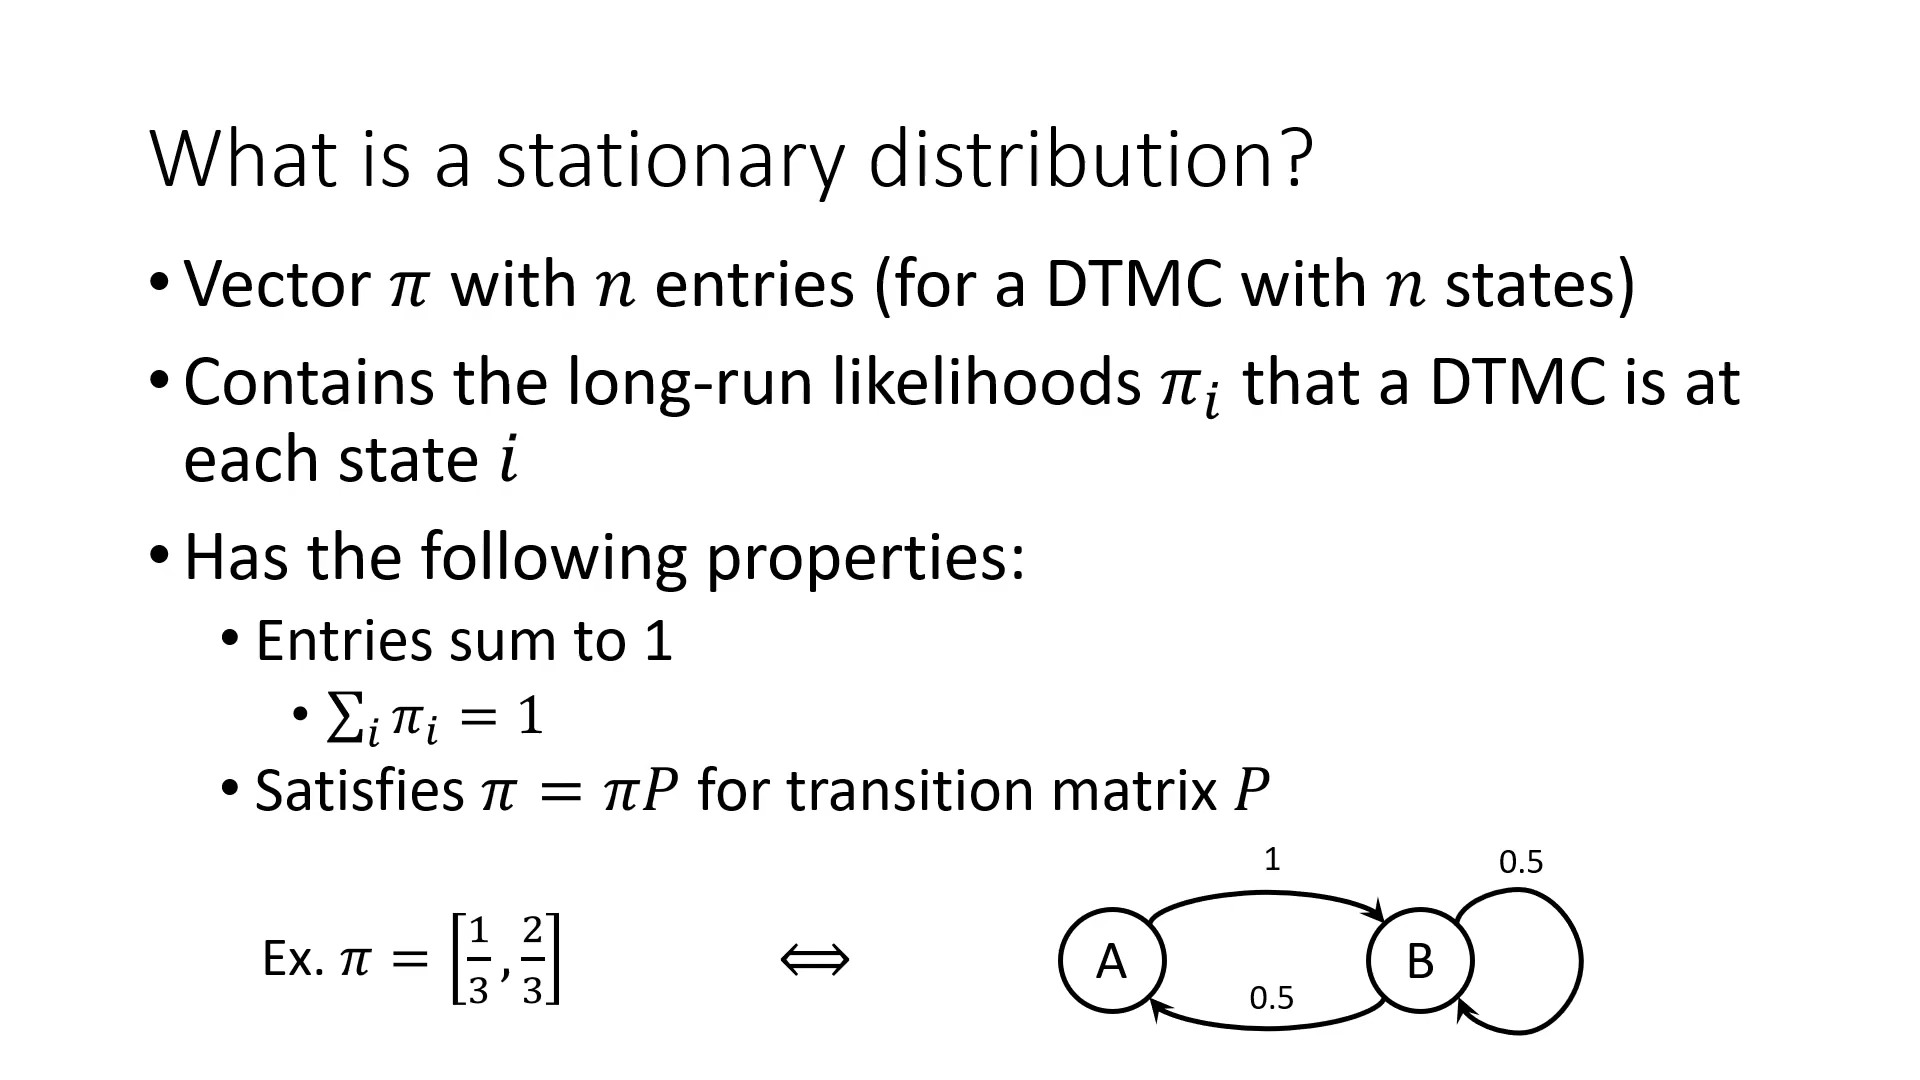 What is a stationary distribution?
• Vector π with n entries (for a DTMC with n states)
• Contains the long-run likelihoods πᵢ that a DTMC is at
each state i
• Has the following properties:
• Entries sum to 1
• ∑ᵢ πᵢ = 1
• Satisfies π = πP for transition matrix P
Ex. π = [1/3, 2/3] ⟺
1 0.5
A B
0.5